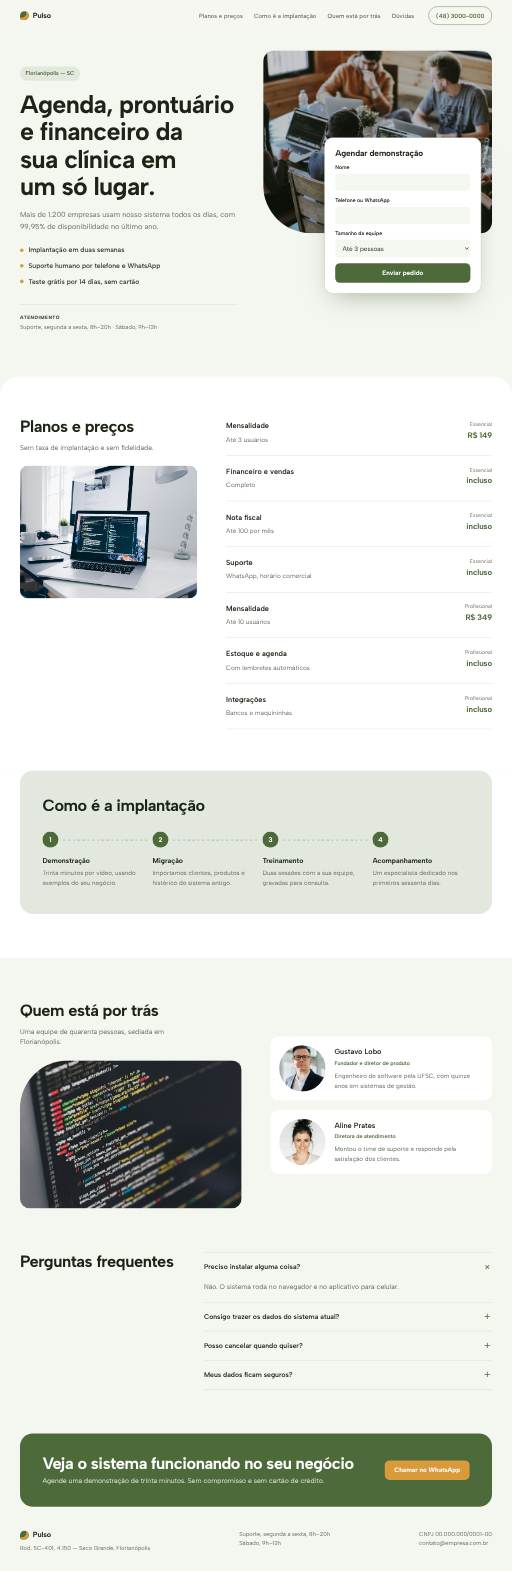 Pulso
Planos e preços
Como é a implantação
Quem está por trás
Dúvidas
(48) 3000-0000
Florianópolis — SC
Agenda, prontuário
e financeiro da
sua clínica em
um só lugar.
Mais de 1.200 empresas usam nosso sistema todos os dias, com
99,95% de disponibilidade no último ano.
Implantação em duas semanas
Suporte humano por telefone e WhatsApp
Teste grátis por 14 dias, sem cartão
ATENDIMENTO
Suporte, segunda a sexta, 8h–20h · Sábado, 9h–13h
Agendar demonstração
Nome
Telefone ou WhatsApp
Tamanho da equipe
Até 3 pessoas
Enviar pedido
Planos e preços
Sem taxa de implantação e sem fidelidade.
Mensalidade
Até 3 usuários
Essencial
R$ 149
Financeiro e vendas
Completo
Essencial
incluso
Nota fiscal
Até 100 por mês
Essencial
incluso
Suporte
WhatsApp, horário comercial
Essencial
incluso
Mensalidade
Até 10 usuários
Profissional
R$ 349
Estoque e agenda
Com lembretes automáticos
Profissional
incluso
Integrações
Bancos e maquininhas
Profissional
incluso
Como é a implantação
1
Demonstração
Trinta minutos por vídeo, usando
exemplos do seu negócio.
2
Migração
Importamos clientes, produtos e
histórico do sistema antigo.
3
Treinamento
Duas sessões com a sua equipe,
gravadas para consulta.
4
Acompanhamento
Um especialista dedicado nos
primeiros sessenta dias.
Quem está por trás
Uma equipe de quarenta pessoas, sediada em
Florianópolis.
Gustavo Lobo
Fundador e diretor de produto
Engenheiro de software pela UFSC, com quinze
anos em sistemas de gestão.
Aline Prates
Diretora de atendimento
Montou o time de suporte e responde pela
satisfação dos clientes.
Perguntas frequentes
Preciso instalar alguma coisa?
Não. O sistema roda no navegador e no aplicativo para celular.
Consigo trazer os dados do sistema atual?
Posso cancelar quando quiser?
Meus dados ficam seguros?
Veja o sistema funcionando no seu negócio
Agende uma demonstração de trinta minutos. Sem compromisso e sem cartão de crédito.
Chamar no WhatsApp
Pulso
Rod. SC-401, 4.150 — Saco Grande, Florianópolis
Suporte, segunda a sexta, 8h–20h
Sábado, 9h–13h
CNPJ 00.000.000/0001-00
contato@empresa.com.br